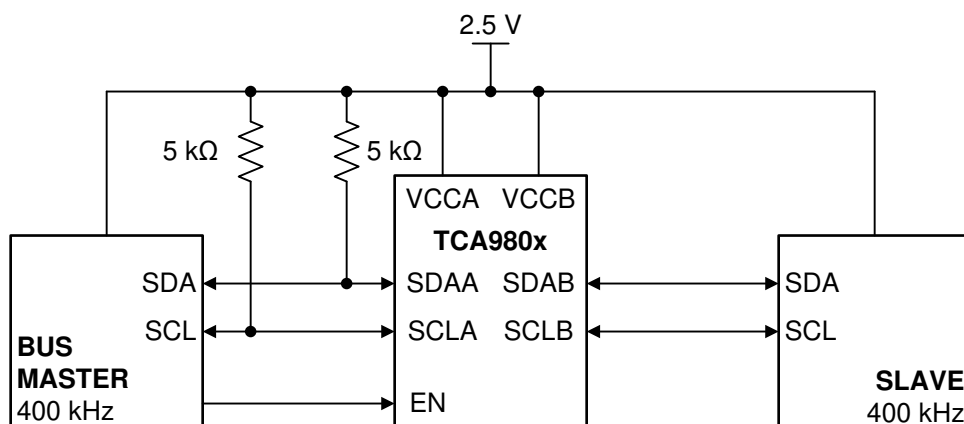 2.5 V
5 kΩ
5 kΩ
VCCA VCCB
TCA980x
SDA
SDAA SDAB
SDA
SCL
SCLA SCLB
SCL
BUS
MASTER
400 kHz
EN
SLAVE
400 kHz